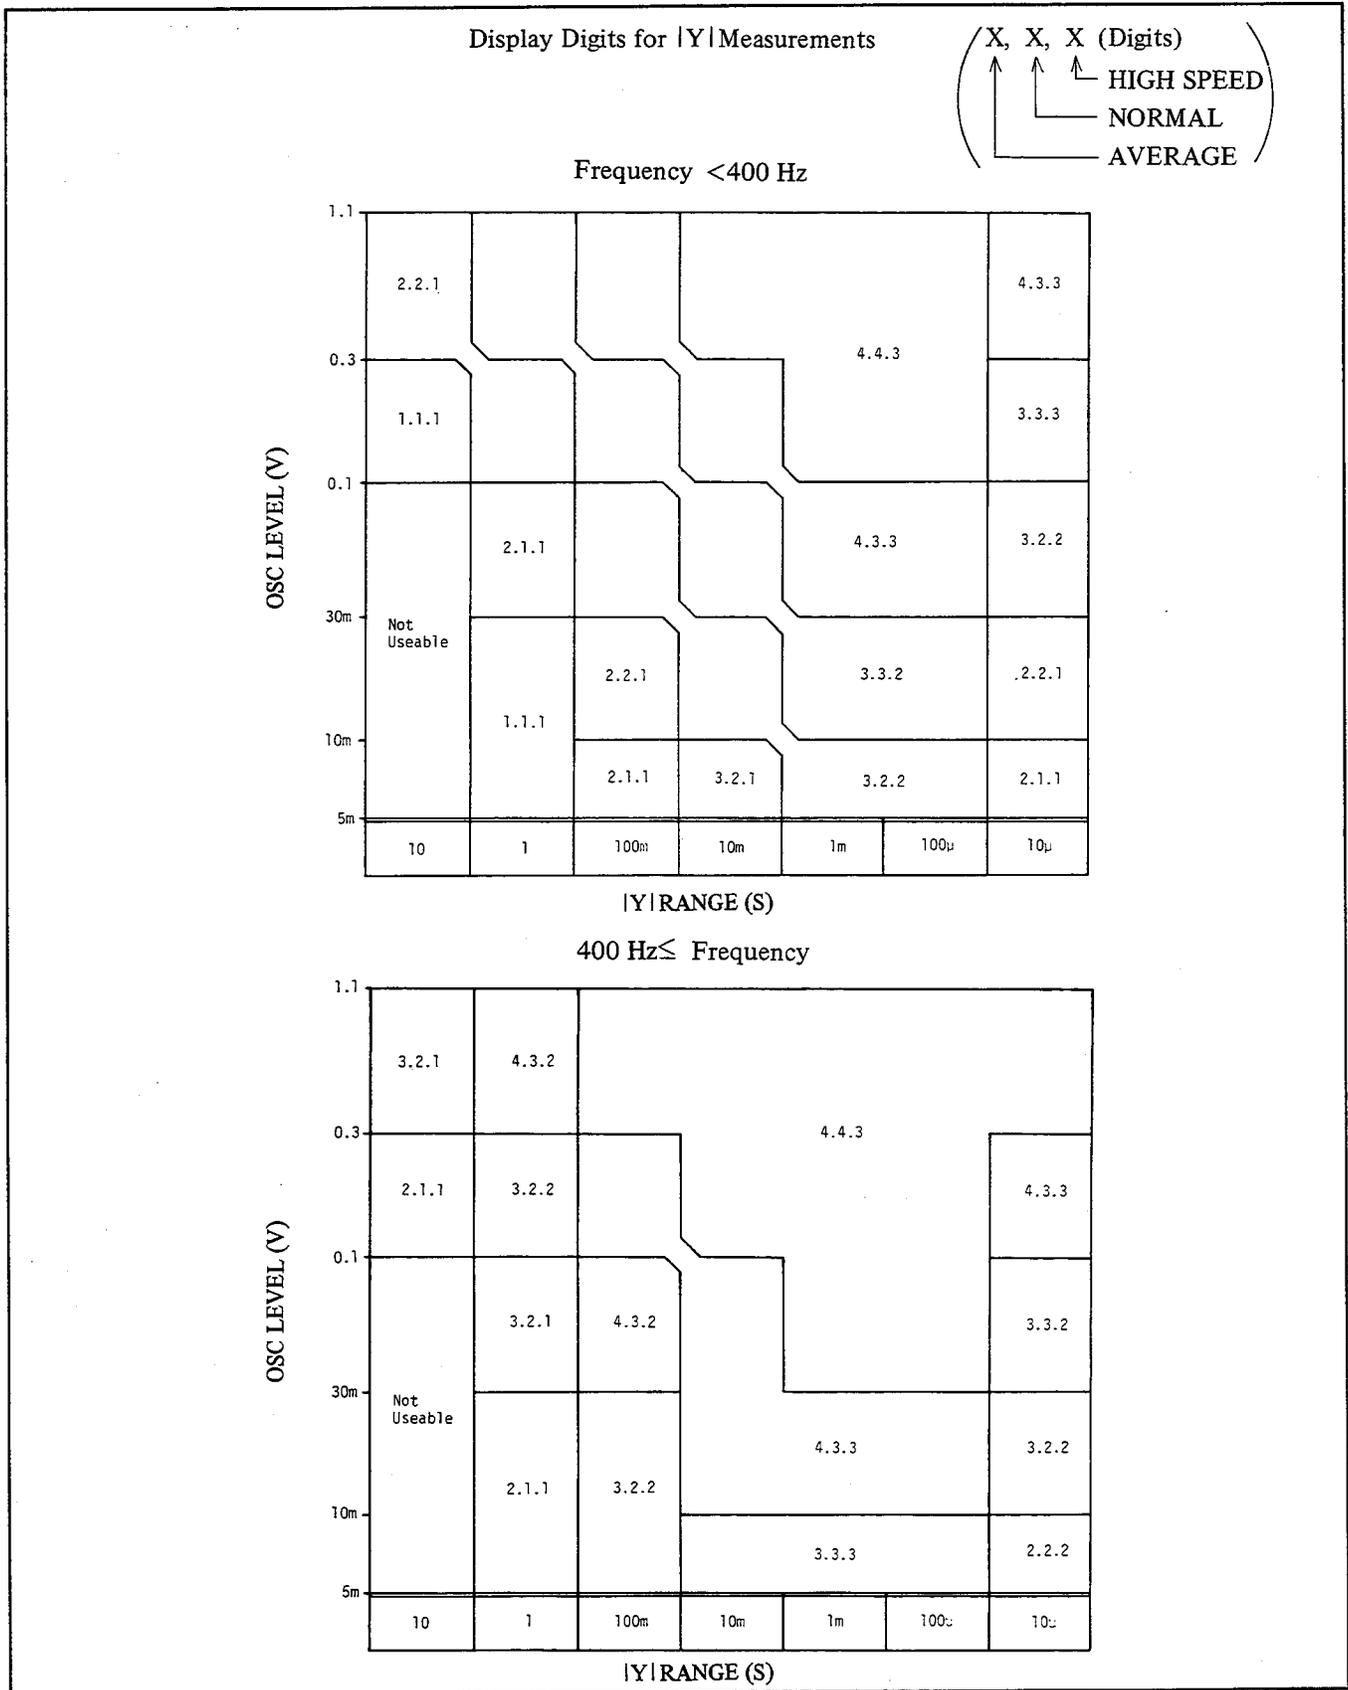 Display Digits for |Y| Measurements
X, X, X (Digits)
HIGH SPEED
NORMAL
AVERAGE
Frequency <400 Hz
OSC LEVEL (V)
1.1
0.3
0.1
30m
10m
5m
2.2.1
4.3.3
4.4.3
1.1.1
3.3.3
2.1.1
4.3.3
3.2.2
Not
Useable
2.2.1
3.3.2
2.2.1
1.1.1
2.1.1
3.2.1
3.2.2
2.1.1
10
1
100m
10m
1m
100μ
10μ
|Y| RANGE (S)
400 Hz≤ Frequency
OSC LEVEL (V)
1.1
0.3
0.1
30m
10m
5m
3.2.1
4.3.2
4.4.3
2.1.1
3.2.2
4.3.3
3.2.1
4.3.2
3.3.2
Not
Useable
4.3.3
3.2.2
2.1.1
3.2.2
3.3.3
2.2.2
10
1
100m
10m
1m
100μ
10μ
|Y| RANGE (S)